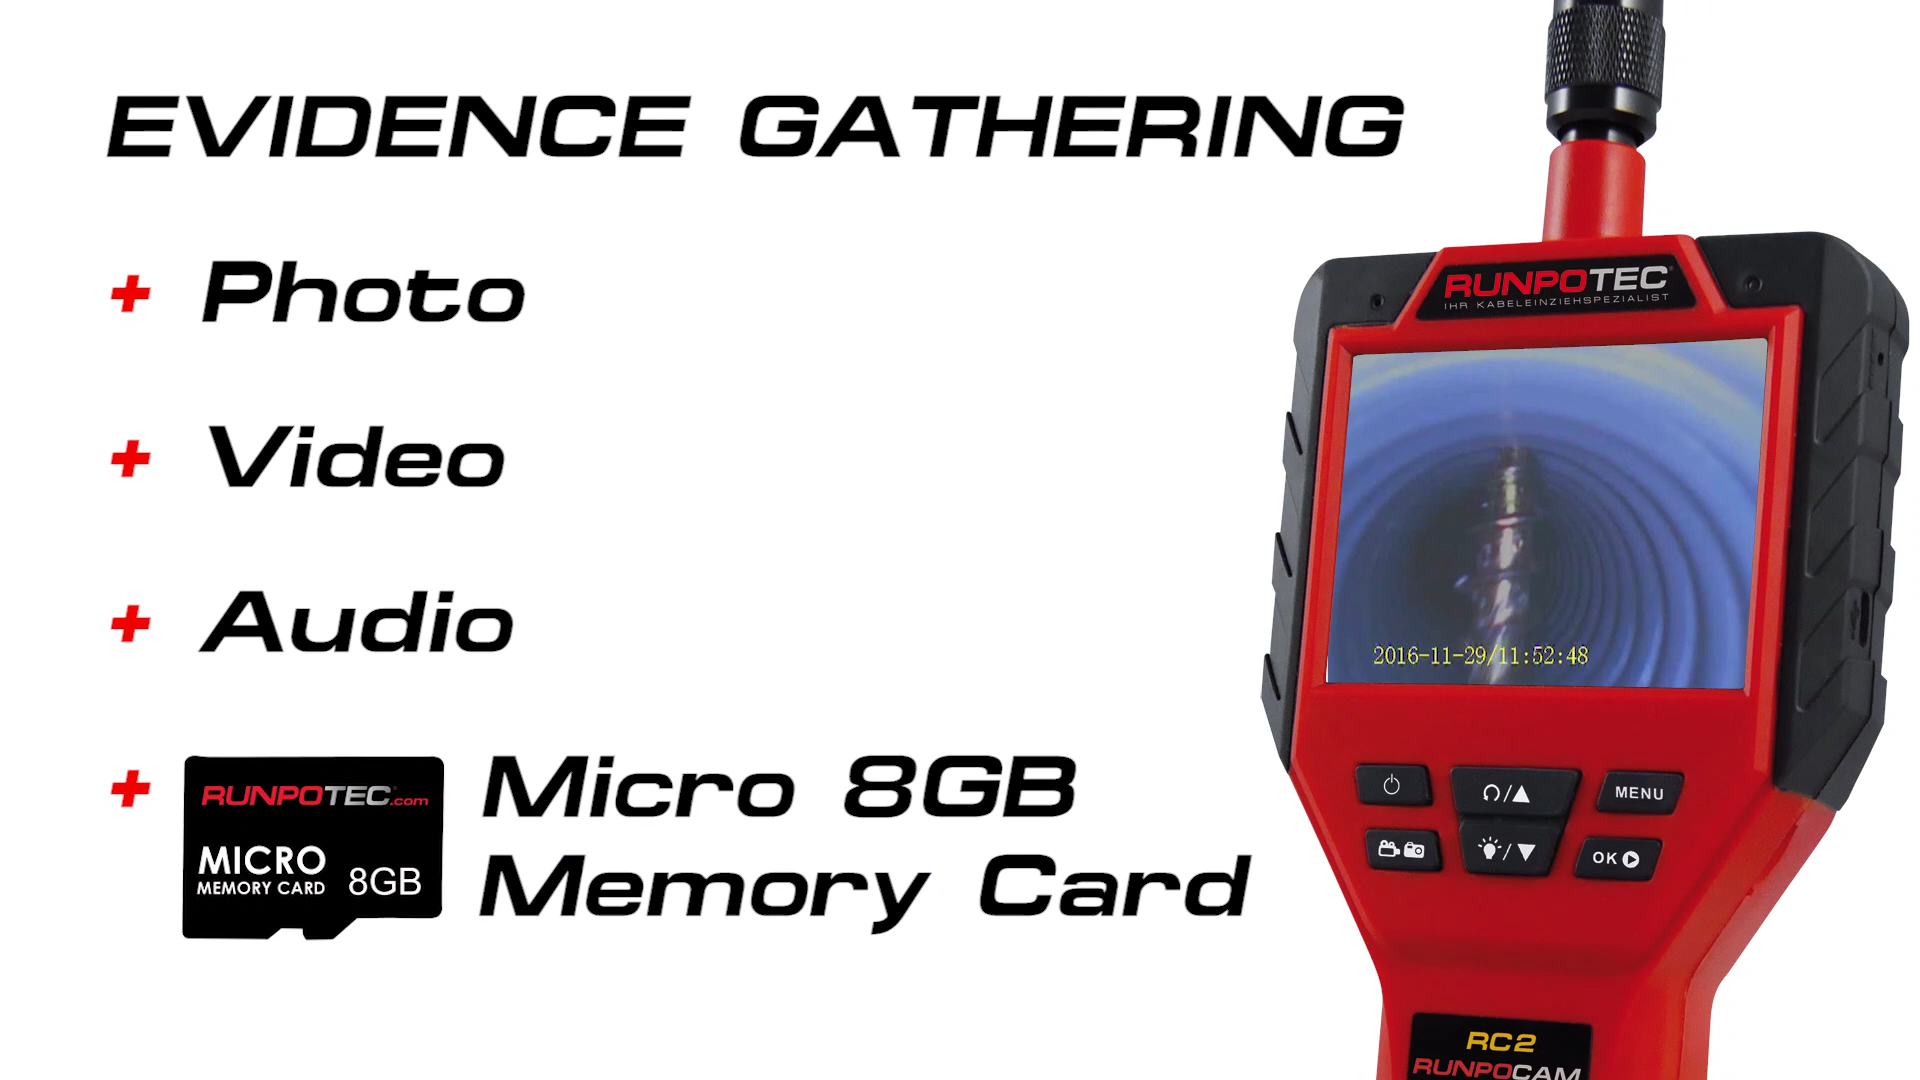 EVIDENCE GATHERING
+ Photo
+ Video
+ Audio
+ Micro 8GB
Memory Card
RUNPOTEC.com
MICRO
MEMORY CARD 8GB
RUNPOTEC
IHR KABELEINZIEHSPEZIALIST
2016-11-29/11:52:48
MENU
OK
RC2
RUNPOCAM